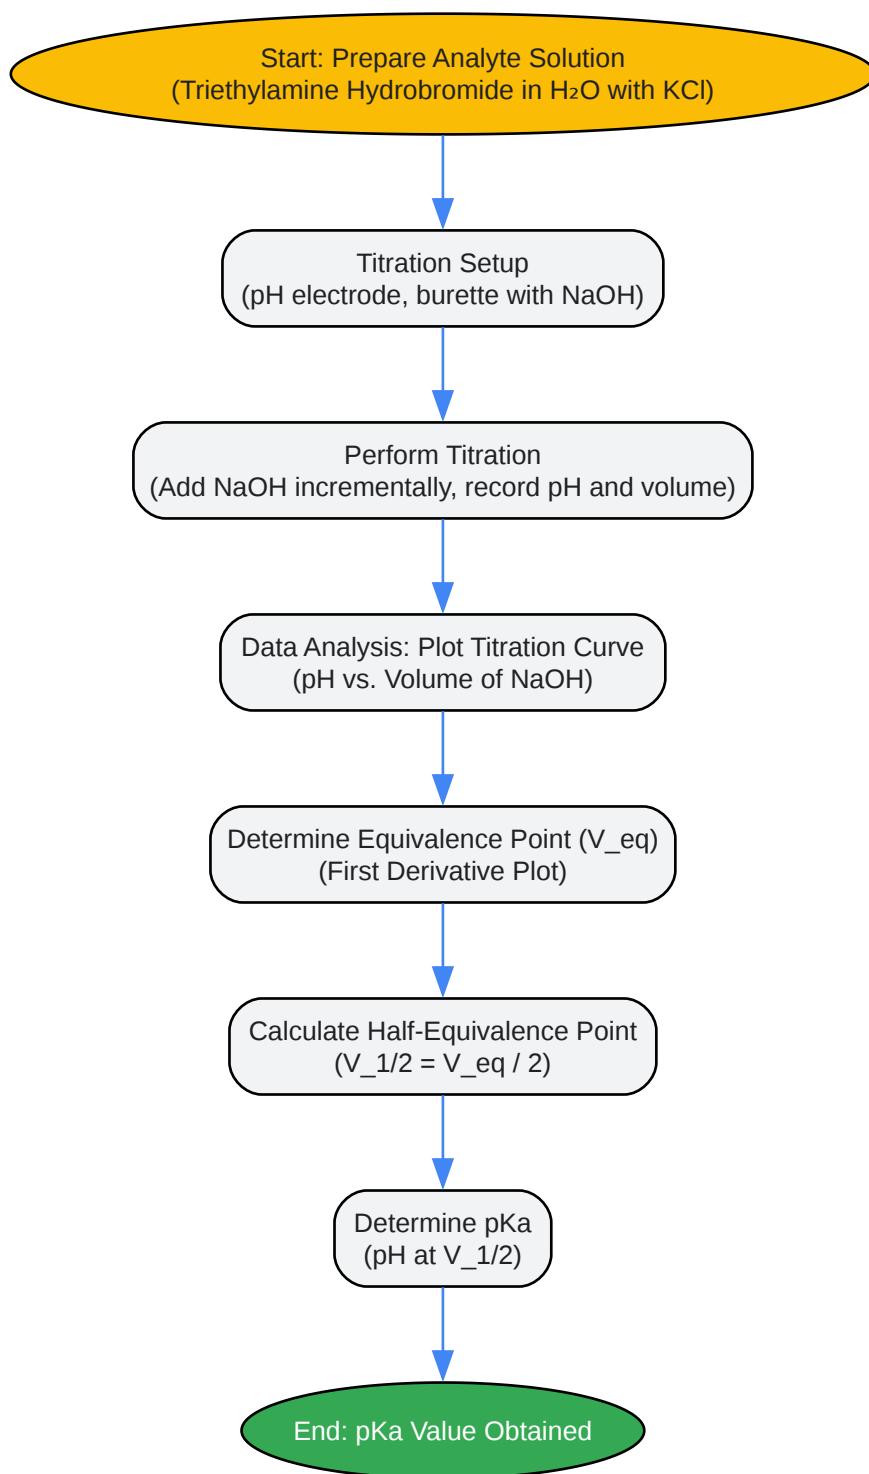 Start: Prepare Analyte Solution
(Triethylamine Hydrobromide in H₂O with KCl)
Titration Setup
(pH electrode, burette with NaOH)
Perform Titration
(Add NaOH incrementally, record pH and volume)
Data Analysis: Plot Titration Curve
(pH vs. Volume of NaOH)
Determine Equivalence Point (V_eq)
(First Derivative Plot)
Calculate Half-Equivalence Point
(V_1/2 = V_eq / 2)
Determine pKa
(pH at V_1/2)
End: pKa Value Obtained